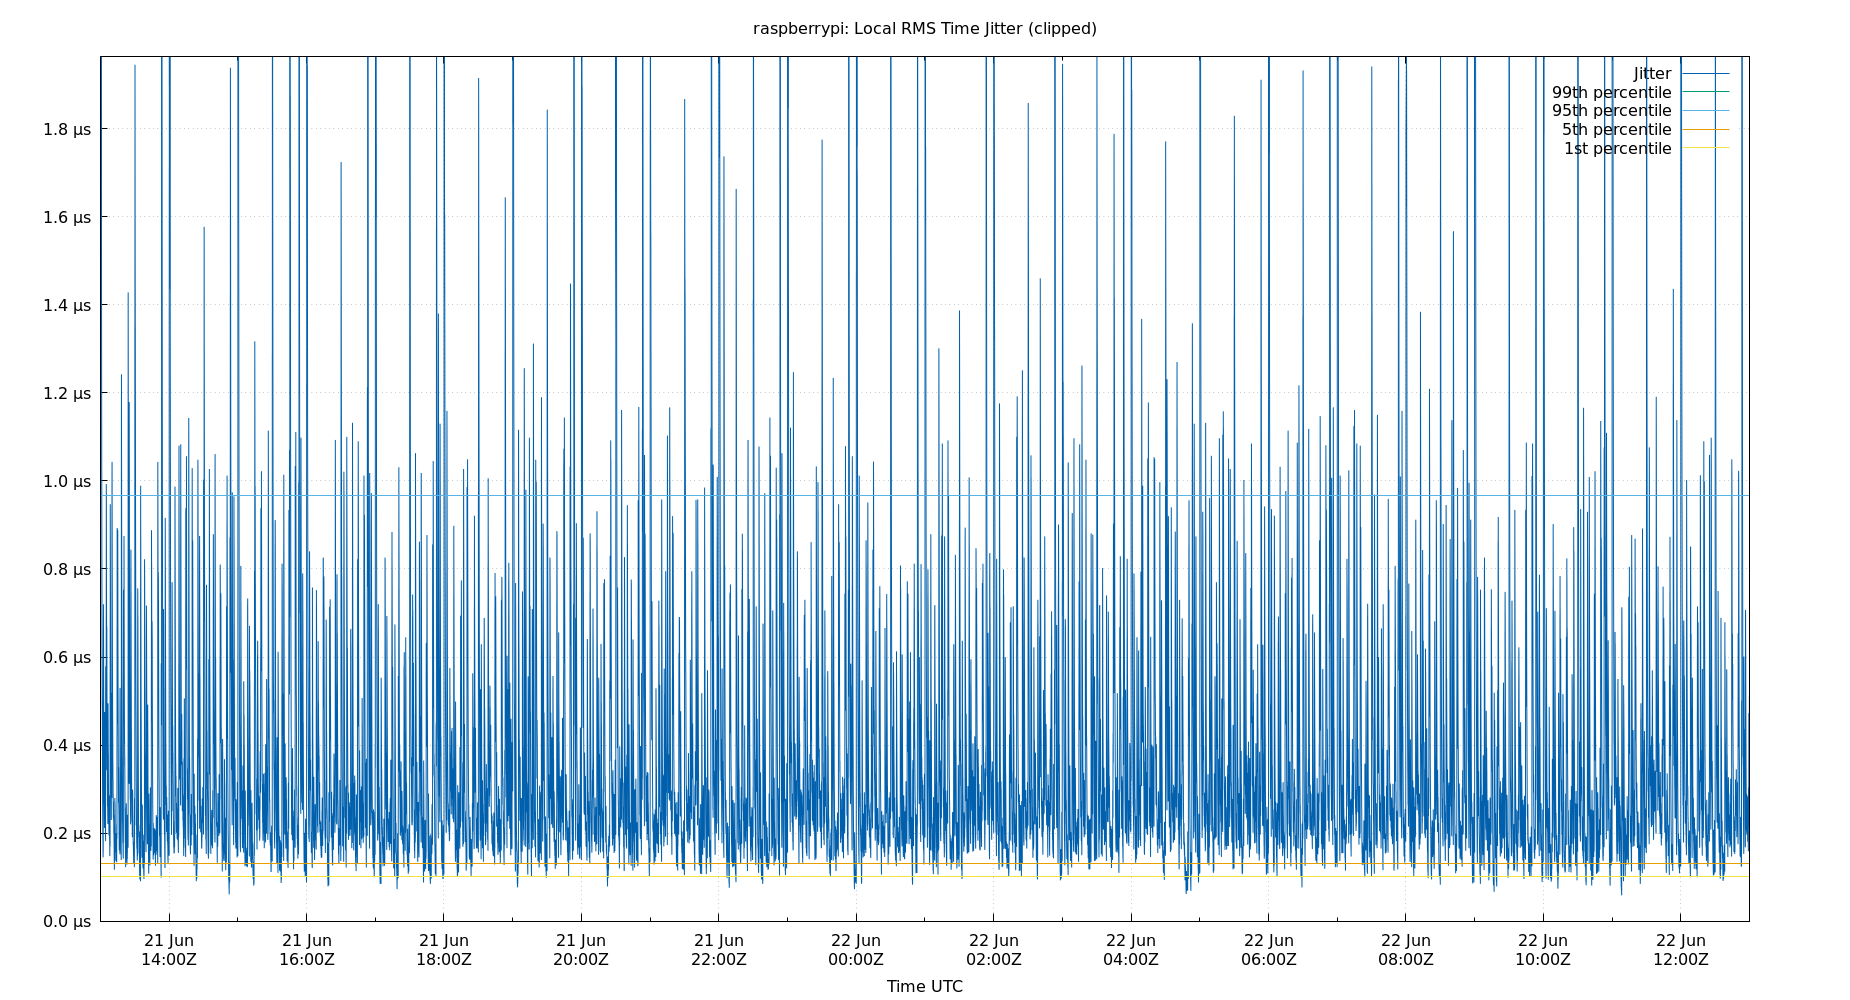 raspberrypi: Local RMS Time Jitter (clipped)
Jitter
99th percentile
95th percentile
5th percentile
1st percentile
1.8 µs
1.6 µs
1.4 µs
1.2 µs
1.0 µs
0.8 µs
0.6 µs
0.4 µs
0.2 µs
0.0 µs
21 Jun 21 Jun 21 Jun 21 Jun 21 Jun 22 Jun 22 Jun 22 Jun 22 Jun 22 Jun 22 Jun 22 Jun
14:00Z 16:00Z 18:00Z 20:00Z 22:00Z 00:00Z 02:00Z 04:00Z 06:00Z 08:00Z 10:00Z 12:00Z
Time UTC